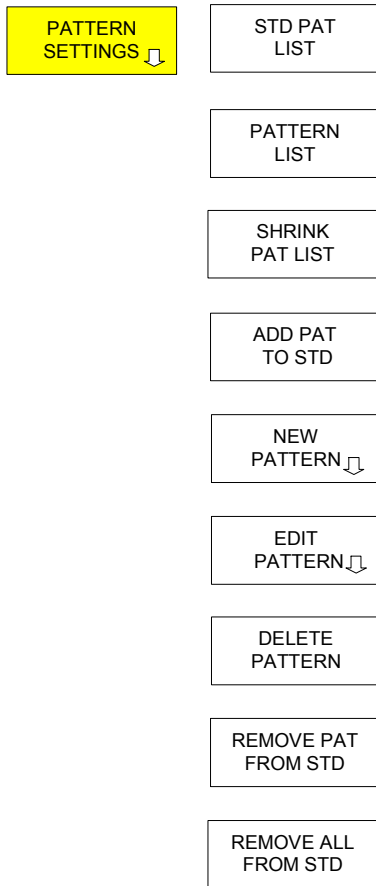 PATTERN
SETTINGS
STD PAT
LIST
PATTERN
LIST
SHRINK
PAT LIST
ADD PAT
TO STD
NEW
PATTERN
EDIT
PATTERN
DELETE
PATTERN
REMOVE PAT
FROM STD
REMOVE ALL
FROM STD